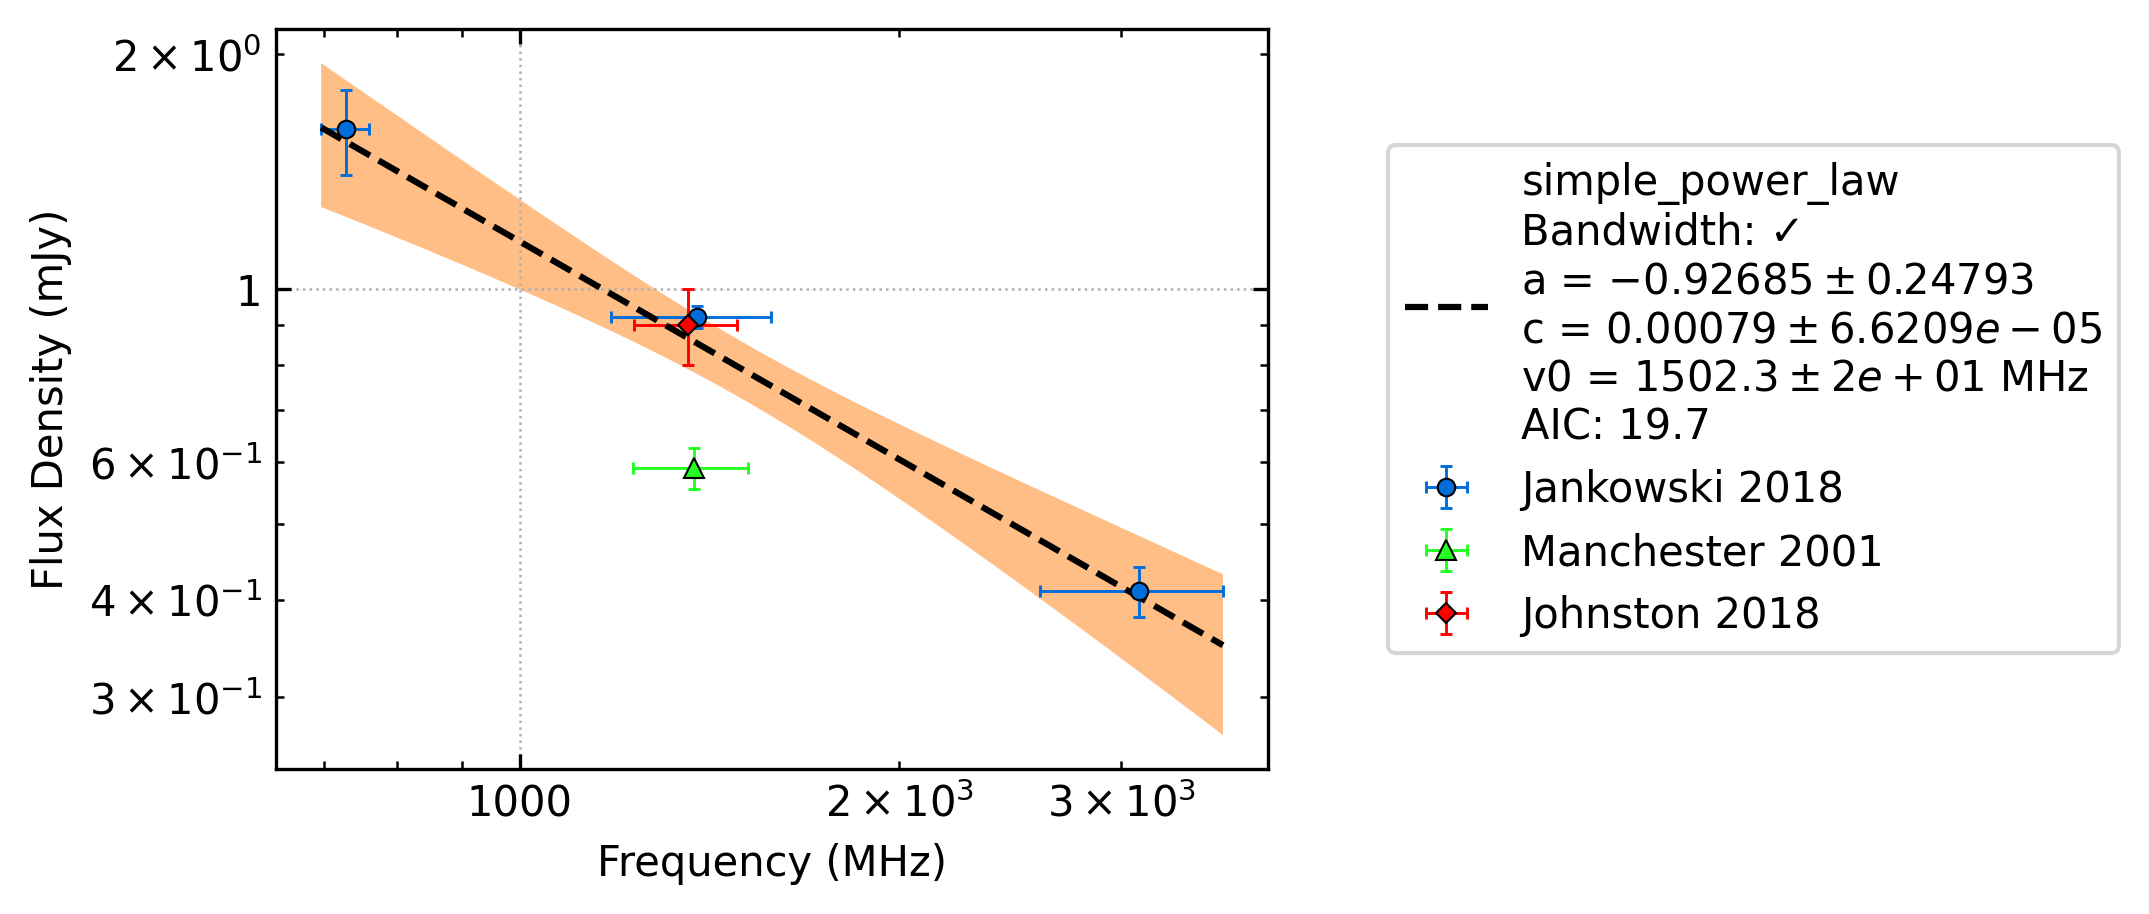 2 × 10⁰
1
6 × 10⁻¹
4 × 10⁻¹
3 × 10⁻¹
Flux Density (mJy)
1000
2 × 10³
3 × 10³
Frequency (MHz)
simple_power_law
Bandwidth: ✓
a = −0.92685 ± 0.24793
c = 0.00079 ± 6.6209e − 05
v0 = 1502.3 ± 2e + 01 MHz
AIC: 19.7
Jankowski 2018
Manchester 2001
Johnston 2018